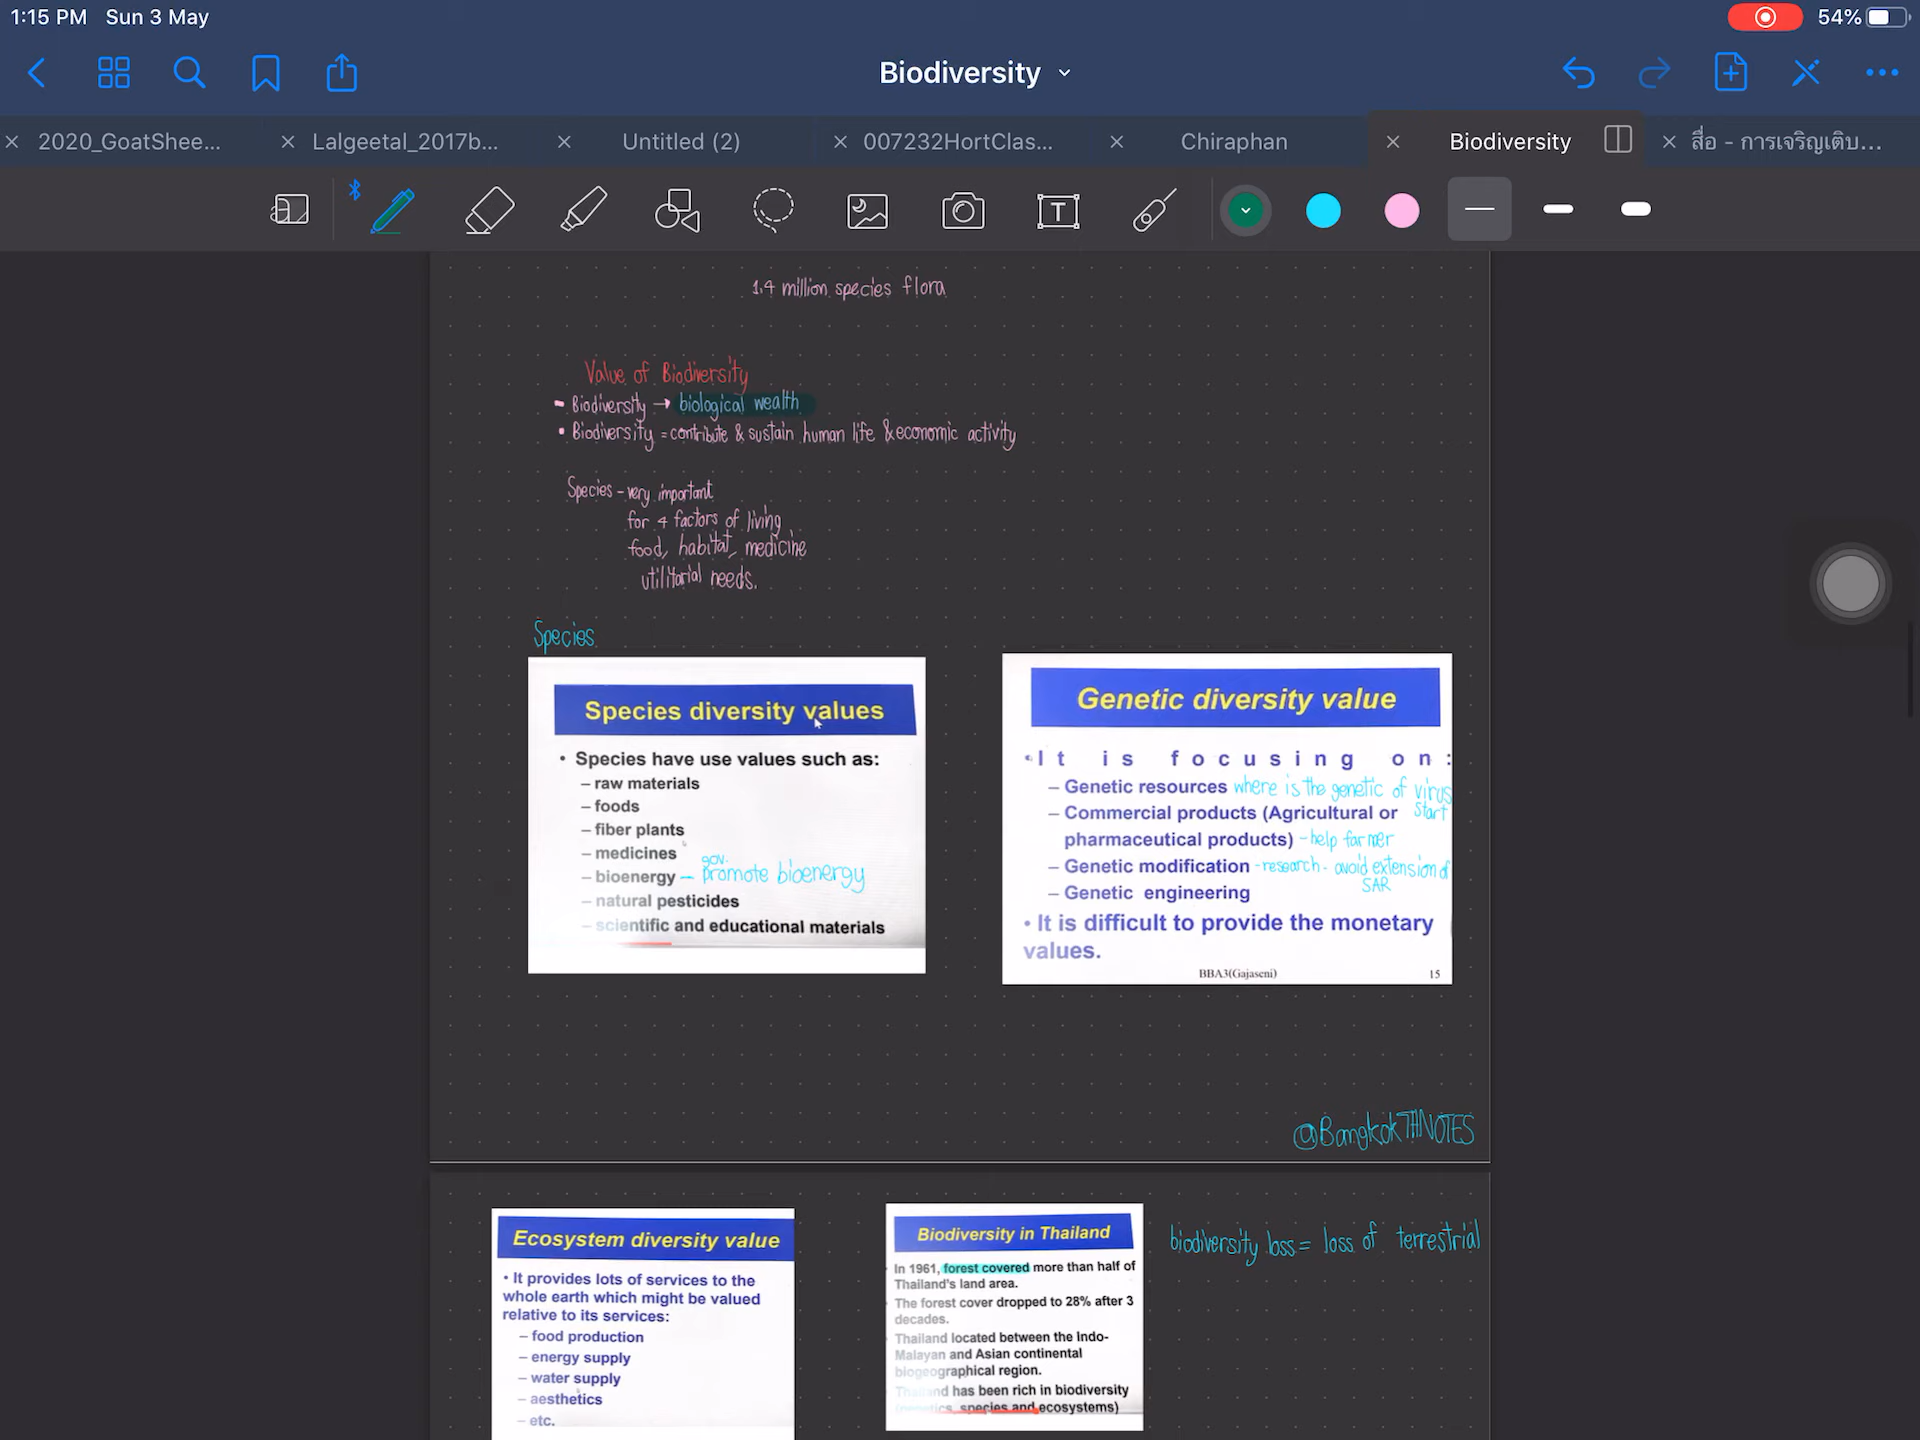 1:15 PM Sun 3 May
54%
Biodiversity
2020_GoatShee...
Lalgeetal_2017b...
Untitled (2)
007232HortClas...
Chiraphan
Biodiversity
สื่อ - การเจริญเติบ...
T
1.4 million species flora
Value of Biodiversity
- Biodiversity → biological wealth
• Biodiversity = contribute & sustain human life & economic activity
Species - very important
for 4 factors of living
food, habitat, medicine
utilitarial needs.
Species
Species diversity values
• Species have use values such as:
– raw materials
– foods
– fiber plants
– medicines
gov.
– bioenergy – promote bioenergy
– natural pesticides
– scientific and educational materials
Genetic diversity value
• It is focusing on:
– Genetic resources where is the genetic of virus
start
– Commercial products (Agricultural or
pharmaceutical products) - help farmer
– Genetic modification - research - avoid extension of
SAR
– Genetic engineering
• It is difficult to provide the monetary
values.
BBA3(Gajaseni)
15
@BangkokTHNOTES
Ecosystem diversity value
• It provides lots of services to the
whole earth which might be valued
relative to its services:
– food production
– energy supply
– water supply
– aesthetics
– etc.
Biodiversity in Thailand
In 1961, forest covered more than half of
Thailand's land area.
The forest cover dropped to 28% after 3
decades.
Thailand located between the Indo-
Malayan and Asian continental
biogeographical region.
Thailand has been rich in biodiversity
(genetics, species and ecosystems)
biodiversity loss = loss of terrestrial